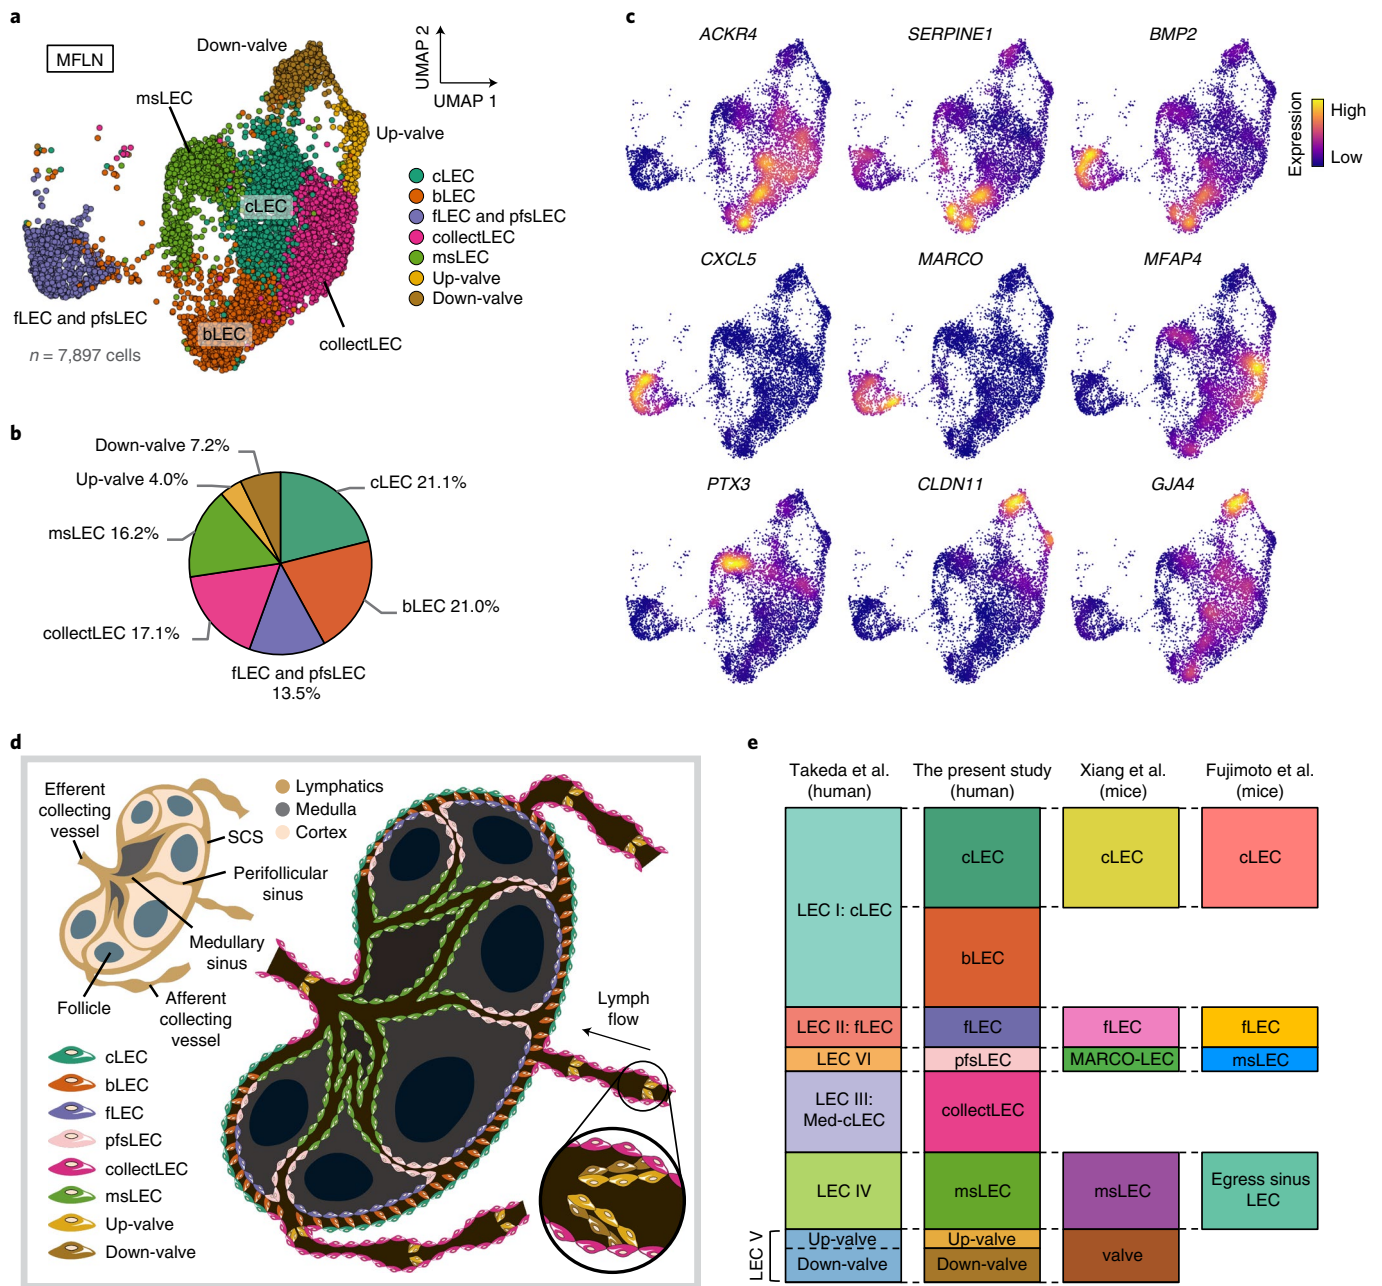 a
MFLN
Down-valve
UMAP 2
UMAP 1
msLEC
Up-valve
cLEC
cLEC
bLEC
fLEC and pfsLEC
collectLEC
msLEC
Up-valve
Down-valve
fLEC and pfsLEC
bLEC
collectLEC
n = 7,897 cells
b
Down-valve 7.2%
Up-valve 4.0%
cLEC 21.1%
msLEC 16.2%
bLEC 21.0%
collectLEC 17.1%
fLEC and pfsLEC
13.5%
c
ACKR4
SERPINE1
BMP2
Expression
High
Low
CXCL5
MARCO
MFAP4
PTX3
CLDN11
GJA4
d
Efferent
collecting
vessel
Lymphatics
Medulla
Cortex
SCS
Perifollicular
sinus
Medullary
sinus
Follicle
Afferent
collecting
vessel
Lymph
flow
cLEC
bLEC
fLEC
pfsLEC
collectLEC
msLEC
Up-valve
Down-valve
e
Takeda et al.
(human)
The present study
(human)
Xiang et al.
(mice)
Fujimoto et al.
(mice)
LEC I: cLEC
cLEC
cLEC
cLEC
bLEC
LEC II: fLEC
fLEC
fLEC
fLEC
LEC VI
pfsLEC
MARCO-LEC
msLEC
LEC III:
Med-cLEC
collectLEC
LEC IV
msLEC
msLEC
Egress sinus
LEC
LEC V
Up-valve
Down-valve
Up-valve
Down-valve
valve